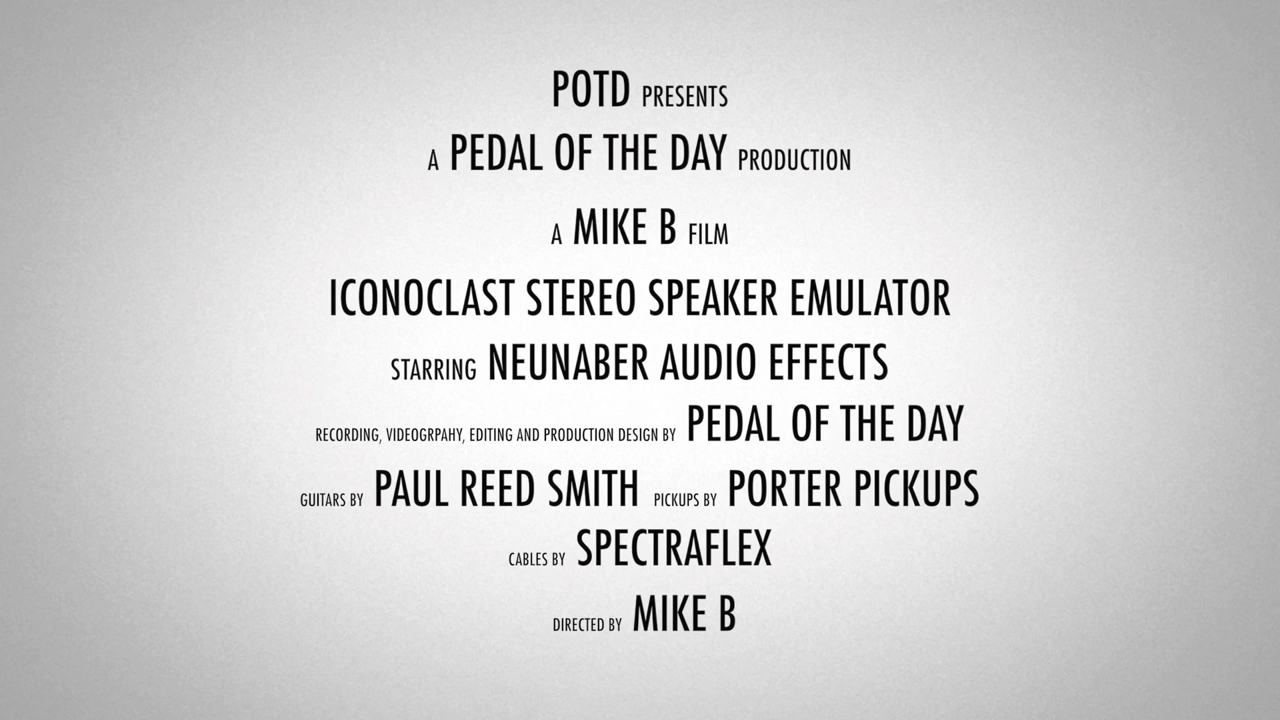 POTD PRESENTS
A PEDAL OF THE DAY PRODUCTION
A MIKE B FILM
ICONOCLAST STEREO SPEAKER EMULATOR
STARRING NEUNABER AUDIO EFFECTS
RECORDING, VIDEOGRPAHY, EDITING AND PRODUCTION DESIGN BY PEDAL OF THE DAY
GUITARS BY PAUL REED SMITH PICKUPS BY PORTER PICKUPS
CABLES BY SPECTRAFLEX
DIRECTED BY MIKE B